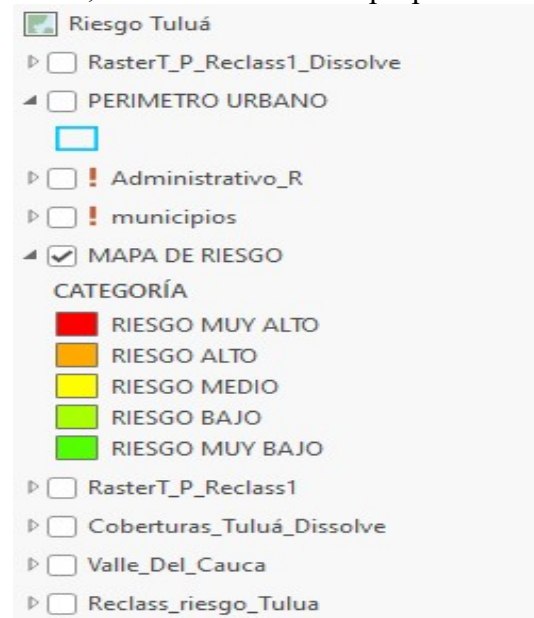 Riesgo Tuluá
RasterT_P_Reclass1_Dissolve
PERIMETRO URBANO
! Administrativo_R
! municipios
MAPA DE RIESGO
CATEGORÍA
RIESGO MUY ALTO
RIESGO ALTO
RIESGO MEDIO
RIESGO BAJO
RIESGO MUY BAJO
RasterT_P_Reclass1
Coberturas_Tuluá_Dissolve
Valle_Del_Cauca
Reclass_riesgo_Tulua